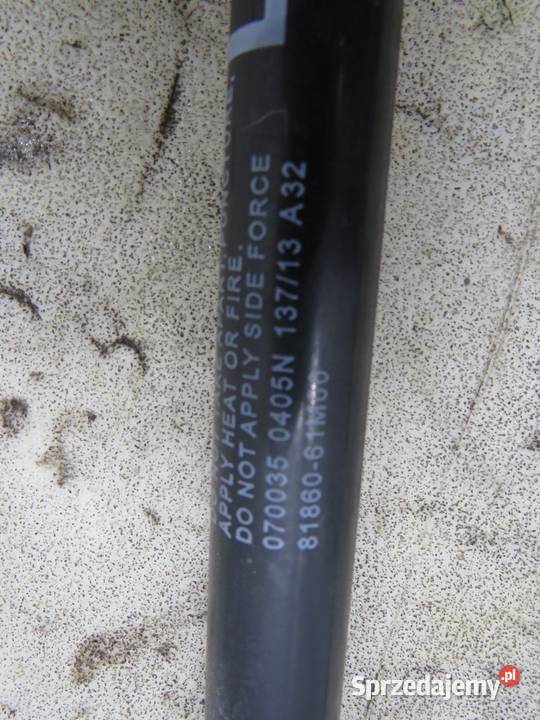 APPLY HEAT OR FIRE.
DO NOT APPLY SIDE FORCE
070035 0405N 137/13 A32
81860-61M00
Sprzedajemy.pl